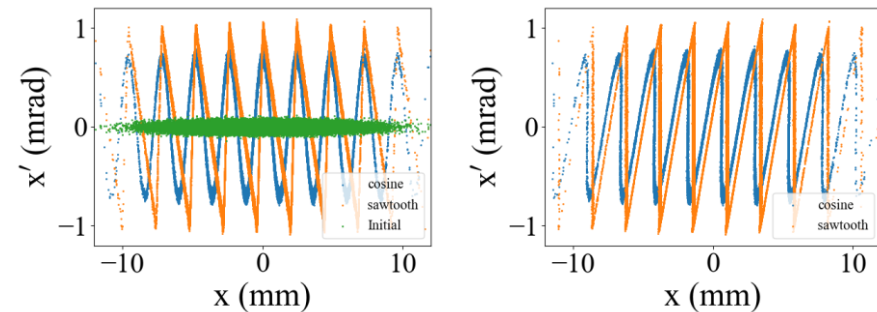 1
0
−1
x′ (mrad)
cosine
sawtooth
Initial
−10
0
10
x (mm)
1
0
−1
x′ (mrad)
cosine
sawtooth
−10
0
10
x (mm)